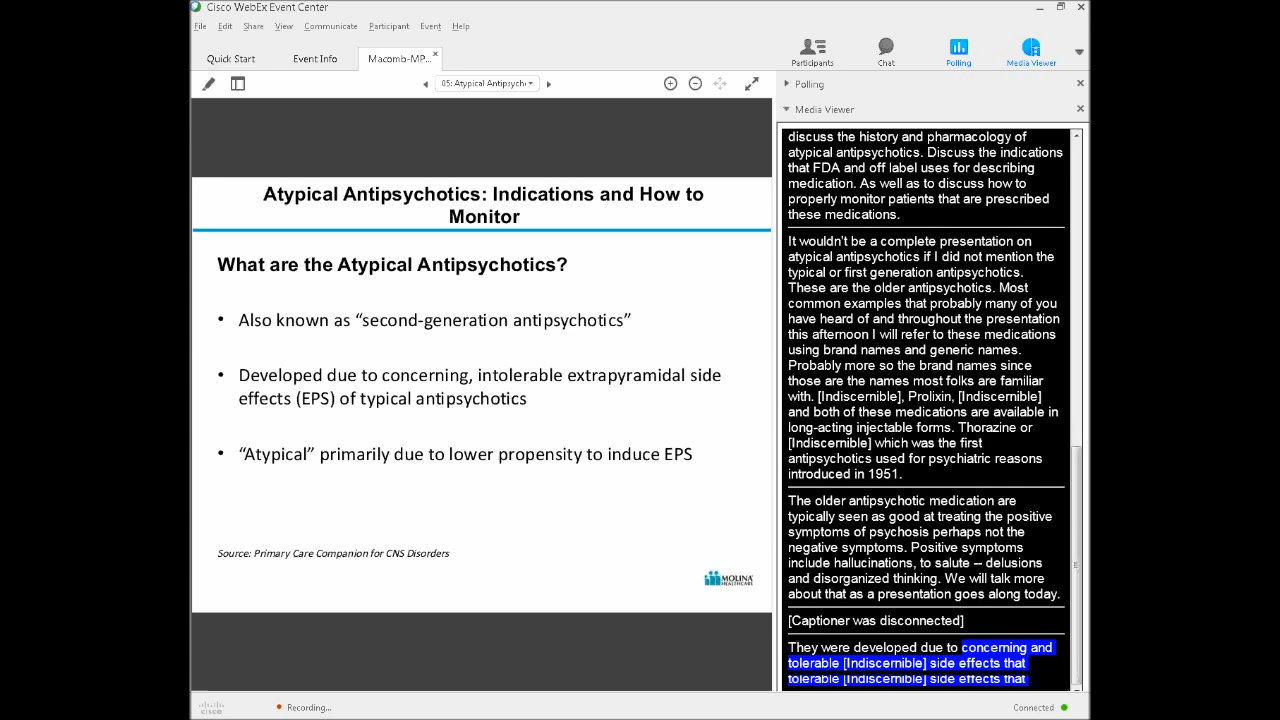 Cisco WebEx Event Center
File Edit Share View Communicate Participant Event Help
Quick Start Event Info Macomb-MP...
Participants Chat Polling Media Viewer
05: Atypical Antipsych
Polling
Media Viewer
Atypical Antipsychotics: Indications and How to
Monitor
What are the Atypical Antipsychotics?
• Also known as “second-generation antipsychotics”
• Developed due to concerning, intolerable extrapyramidal side
effects (EPS) of typical antipsychotics
• “Atypical” primarily due to lower propensity to induce EPS
Source: Primary Care Companion for CNS Disorders
MOLINA
HEALTHCARE
discuss the history and pharmacology of
atypical antipsychotics. Discuss the indications
that FDA and off label uses for describing
medication. As well as to discuss how to
properly monitor patients that are prescribed
these medications.
It wouldn't be a complete presentation on
atypical antipsychotics if I did not mention the
typical or first generation antipsychotics.
These are the older antipsychotics. Most
common examples that probably many of you
have heard of and throughout the presentation
this afternoon I will refer to these medications
using brand names and generic names.
Probably more so the brand names since
those are the names most folks are familiar
with. [Indiscernible], Prolixin, [Indiscernible]
and both of these medications are available in
long-acting injectable forms. Thorazine or
[Indiscernible] which was the first
antipsychotics used for psychiatric reasons
introduced in 1951.
The older antipsychotic medication are
typically seen as good at treating the positive
symptoms of psychosis perhaps not the
negative symptoms. Positive symptoms
include hallucinations, to salute -- delusions
and disorganized thinking. We will talk more
about that as a presentation goes along today.
[Captioner was disconnected]
They were developed due to concerning and
tolerable [Indiscernible] side effects that
tolerable [Indiscernible] side effects that
cisco
Recording...
Connected